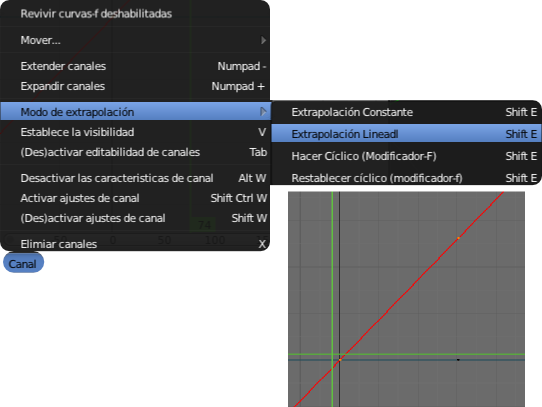 Revivir curvas-f deshabilitadas
Mover...
Extender canales Numpad -
Expandir canales Numpad +
Modo de extrapolación
Establece la visibilidad V
(Des)activar editabilidad de canales Tab
Desactivar las caracteristicas de canal Alt W
Activar ajustes de canal Shift Ctrl W
(Des)activar ajustes de canal Shift W
Elimiar canales X
Canal
Extrapolación Constante Shift E
Extrapolación Lineadl Shift E
Hacer Cíclico (Modificador-F) Shift E
Restablecer cíclico (modificador-f) Shift E
74
0 50 100